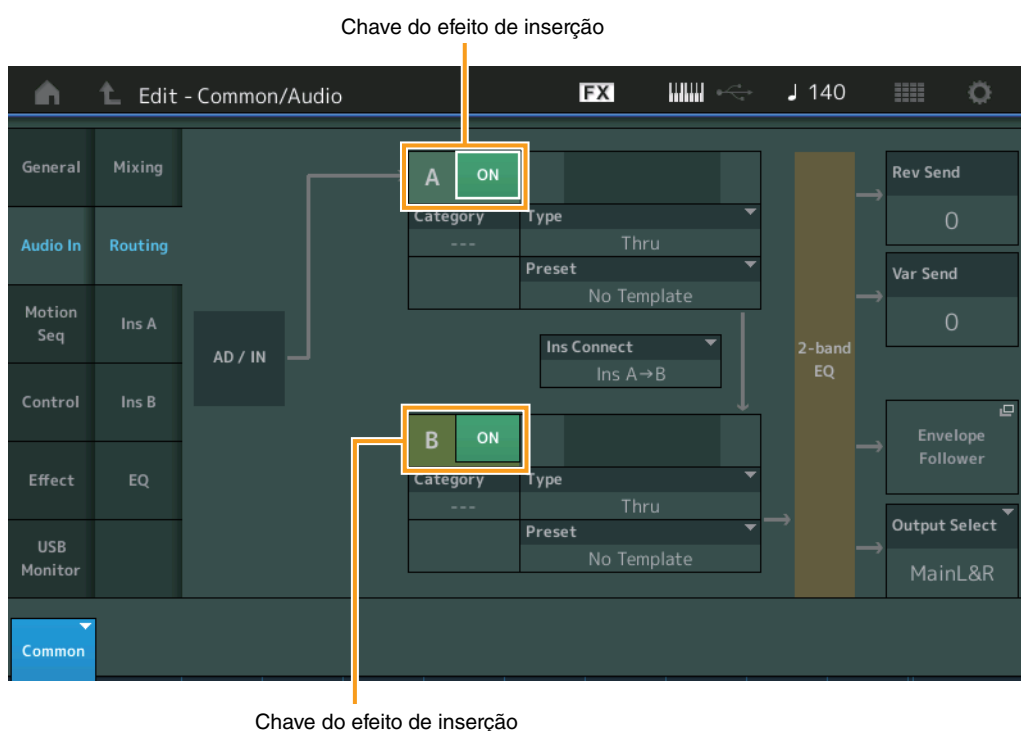 Chave do efeito de inserção
Edit - Common/Audio FX 140
General Mixing
A ON
Rev Send
0
Category Type
--- Thru
Preset
No Template
Audio In Routing
Var Send
0
Motion Seq Ins A
AD / IN
Ins Connect
Ins A→B
2-band EQ
Control Ins B
B ON
Envelope Follower
Category Type
--- Thru
Effect EQ
Preset
No Template
Output Select
MainL&R
USB Monitor
Common
Chave do efeito de inserção